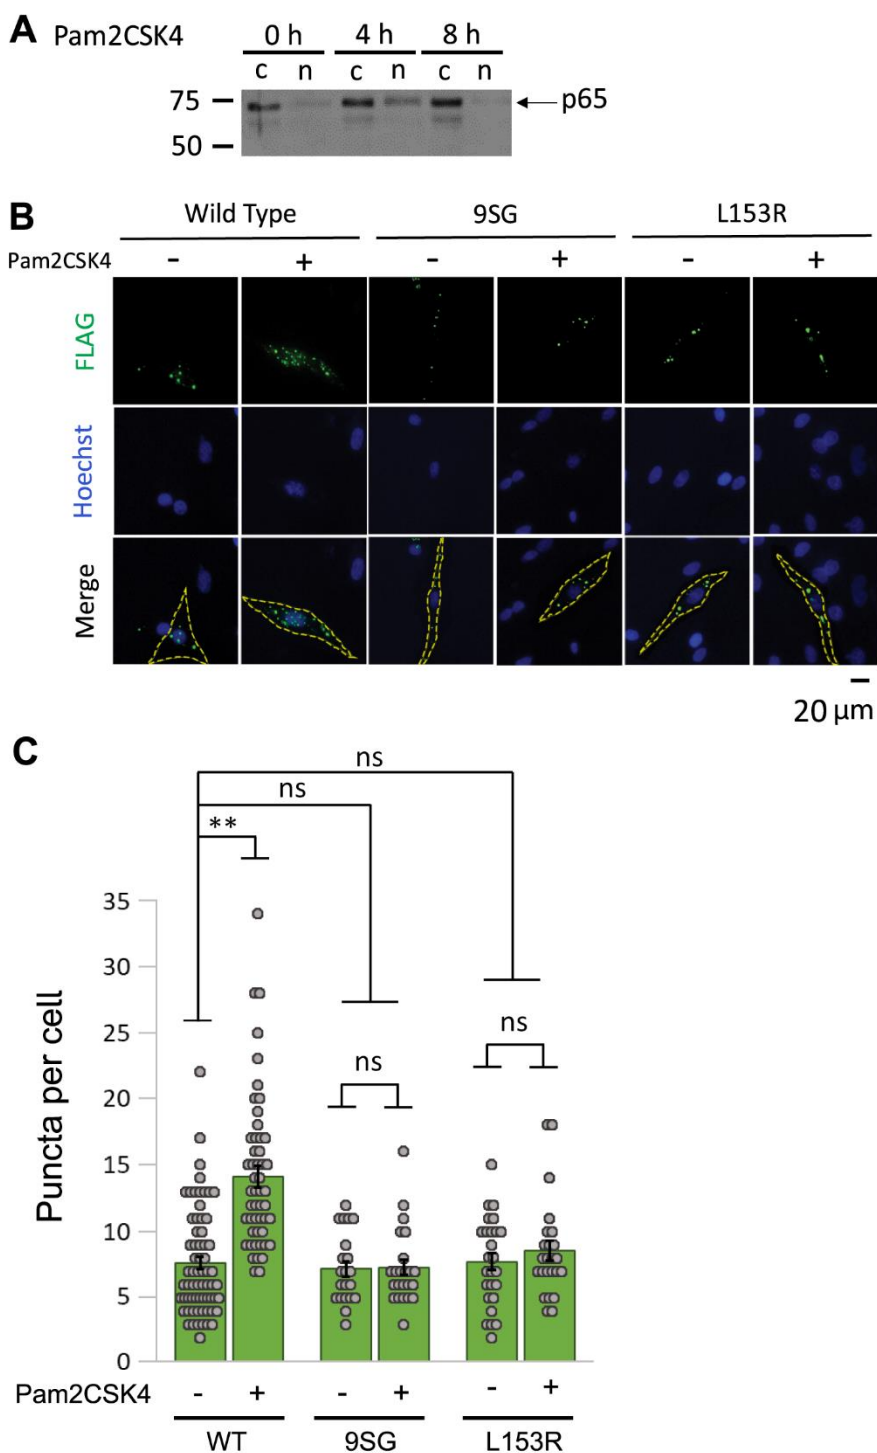 A Pam2CSK4 0 h 4 h 8 h
c n c n c n
75 p65
50
B Wild Type 9SG L153R
Pam2CSK4 - + - + - +
FLAG
Hoechst
Merge
20 µm
C
ns
ns
**
35
30
25
ns
ns
20
15
10
5
0
Puncta per cell
Pam2CSK4 - + - + - +
WT 9SG L153R